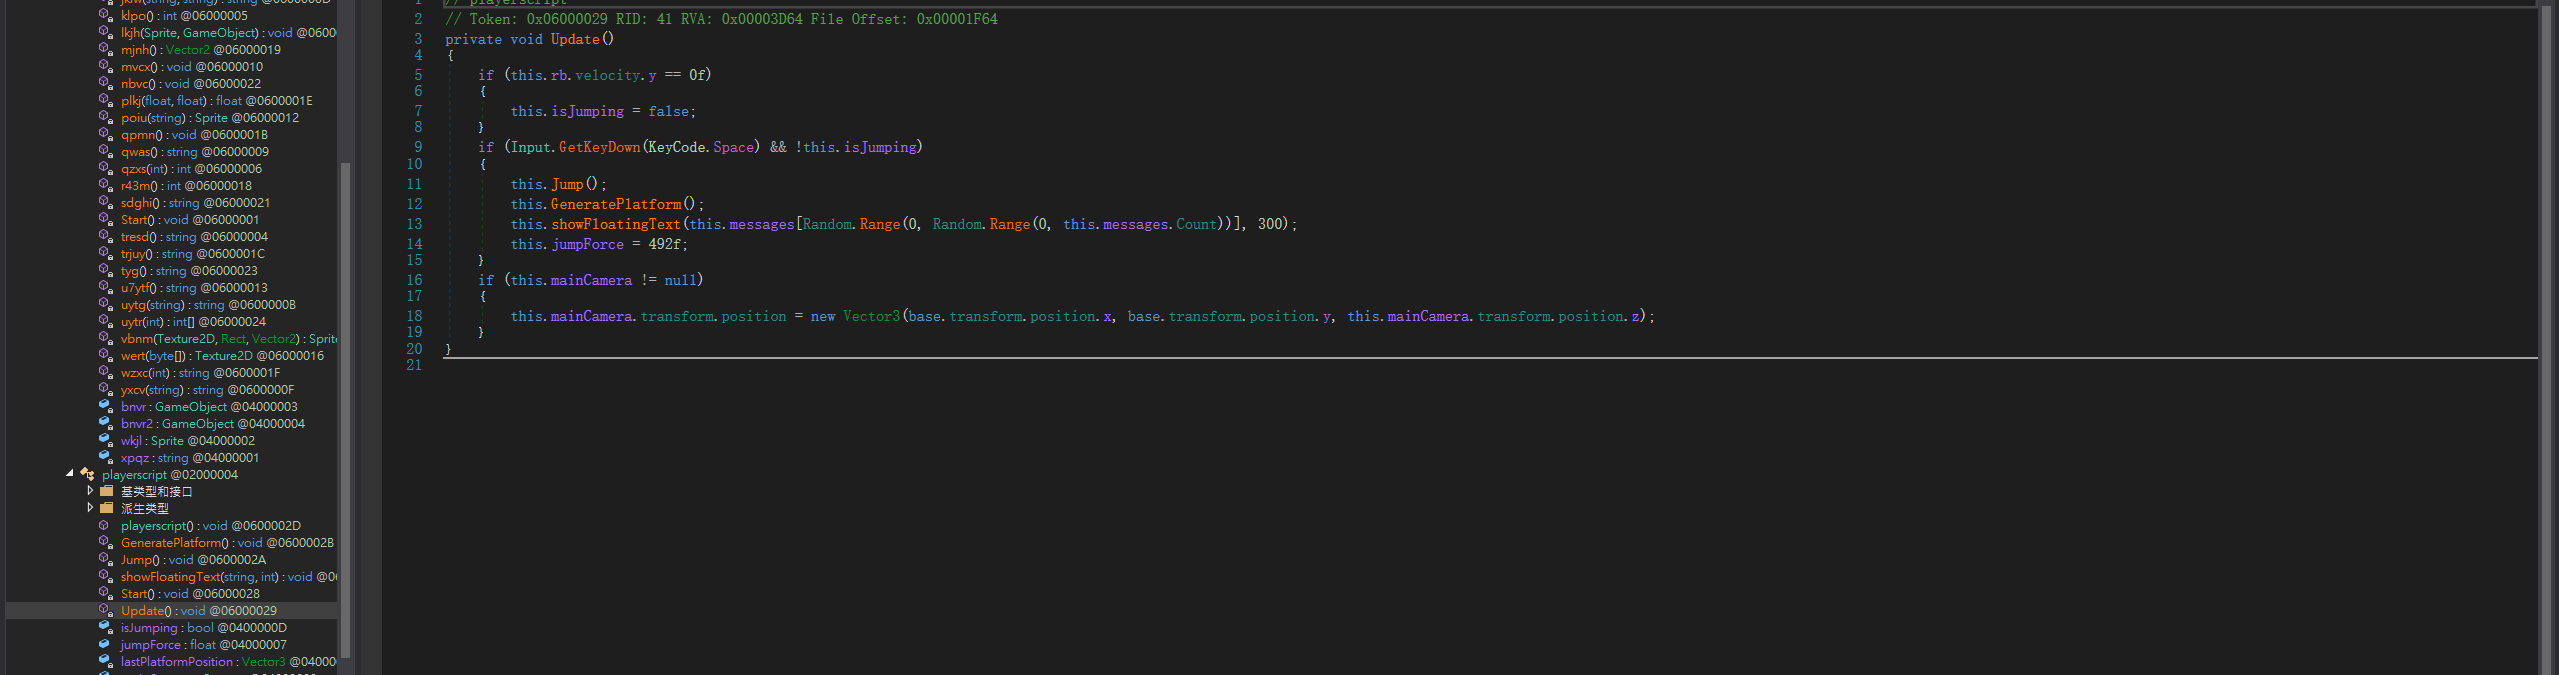 klpo() : int @06000005
lkjh(Sprite, GameObject) : void @0600
mjnh() : Vector2 @06000019
mvcx() : void @06000010
nbvc() : void @06000022
plkj(float, float) : float @0600001E
poiu(string) : Sprite @06000012
qpmn() : void @0600001B
qwas() : string @06000009
qzxs(int) : int @06000006
r43m() : int @06000018
sdghi() : string @06000021
Start() : void @06000001
tresd() : string @06000004
trjuy() : string @0600001C
tyg() : string @06000023
u7ytf() : string @06000013
uytg(string) : string @0600000B
uytr(int) : int[] @06000024
vbnm(Texture2D, Rect, Vector2) : Sprite
wert(byte[]) : Texture2D @06000016
wzxc(int) : string @0600001F
yxcv(string) : string @0600000F
bnvr : GameObject @04000003
bnvr2 : GameObject @04000004
wkjl : Sprite @04000002
xpqz : string @04000001
playerscript @02000004
基类型和接口
派生类型
playerscript() : void @0600002D
GeneratePlatform() : void @0600002B
Jump() : void @0600002A
showFloatingText(string, int) : void @0
Start() : void @06000028
Update() : void @06000029
isJumping : bool @0400000D
jumpForce : float @04000007
lastPlatformPosition : Vector3 @04000
1 // playerscript
2 // Token: 0x06000029 RID: 41 RVA: 0x00003D64 File Offset: 0x00001F64
3 private void Update()
4 {
5 if (this.rb.velocity.y == 0f)
6 {
7 this.isJumping = false;
8 }
9 if (Input.GetKeyDown(KeyCode.Space) && !this.isJumping)
10 {
11 this.Jump();
12 this.GeneratePlatform();
13 this.showFloatingText(this.messages[Random.Range(0, Random.Range(0, this.messages.Count))], 300);
14 this.jumpForce = 492f;
15 }
16 if (this.mainCamera != null)
17 {
18 this.mainCamera.transform.position = new Vector3(base.transform.position.x, base.transform.position.y, this.mainCamera.transform.position.z);
19 }
20 }
21